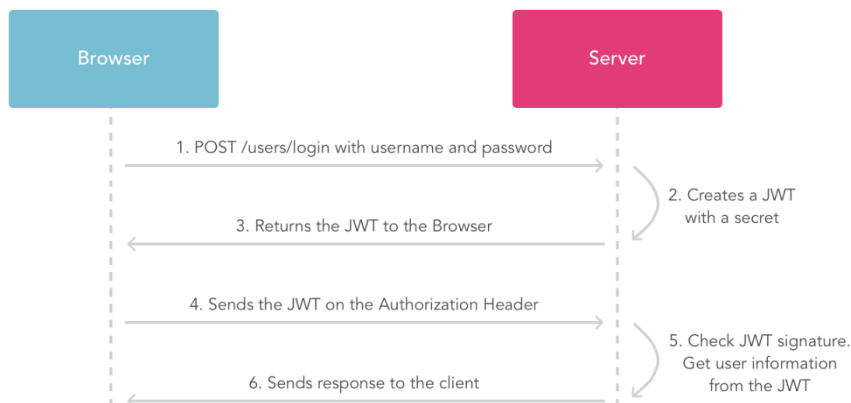 Browser
Server
1. POST /users/login with username and password
2. Creates a JWT
with a secret
3. Returns the JWT to the Browser
4. Sends the JWT on the Authorization Header
5. Check JWT signature.
Get user information
from the JWT
6. Sends response to the client